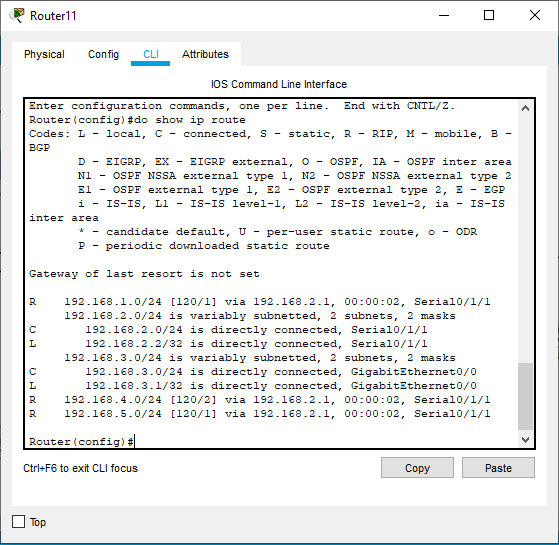 Router11
Physical Config CLI Attributes
IOS Command Line Interface
Enter configuration commands, one per line.  End with CNTL/Z.
Router(config)#do show ip route
Codes: L - local, C - connected, S - static, R - RIP, M - mobile, B -
BGP
       D - EIGRP, EX - EIGRP external, O - OSPF, IA - OSPF inter area
       N1 - OSPF NSSA external type 1, N2 - OSPF NSSA external type 2
       E1 - OSPF external type 1, E2 - OSPF external type 2, E - EGP
       i - IS-IS, L1 - IS-IS level-1, L2 - IS-IS level-2, ia - IS-IS
inter area
       * - candidate default, U - per-user static route, o - ODR
       P - periodic downloaded static route
Gateway of last resort is not set
R    192.168.1.0/24 [120/1] via 192.168.2.1, 00:00:02, Serial0/1/1
     192.168.2.0/24 is variably subnetted, 2 subnets, 2 masks
C       192.168.2.0/24 is directly connected, Serial0/1/1
L       192.168.2.2/32 is directly connected, Serial0/1/1
     192.168.3.0/24 is variably subnetted, 2 subnets, 2 masks
C       192.168.3.0/24 is directly connected, GigabitEthernet0/0
L       192.168.3.1/32 is directly connected, GigabitEthernet0/0
R    192.168.4.0/24 [120/2] via 192.168.2.1, 00:00:02, Serial0/1/1
R    192.168.5.0/24 [120/1] via 192.168.2.1, 00:00:02, Serial0/1/1
Router(config)#
Ctrl+F6 to exit CLI focus
Copy Paste
Top